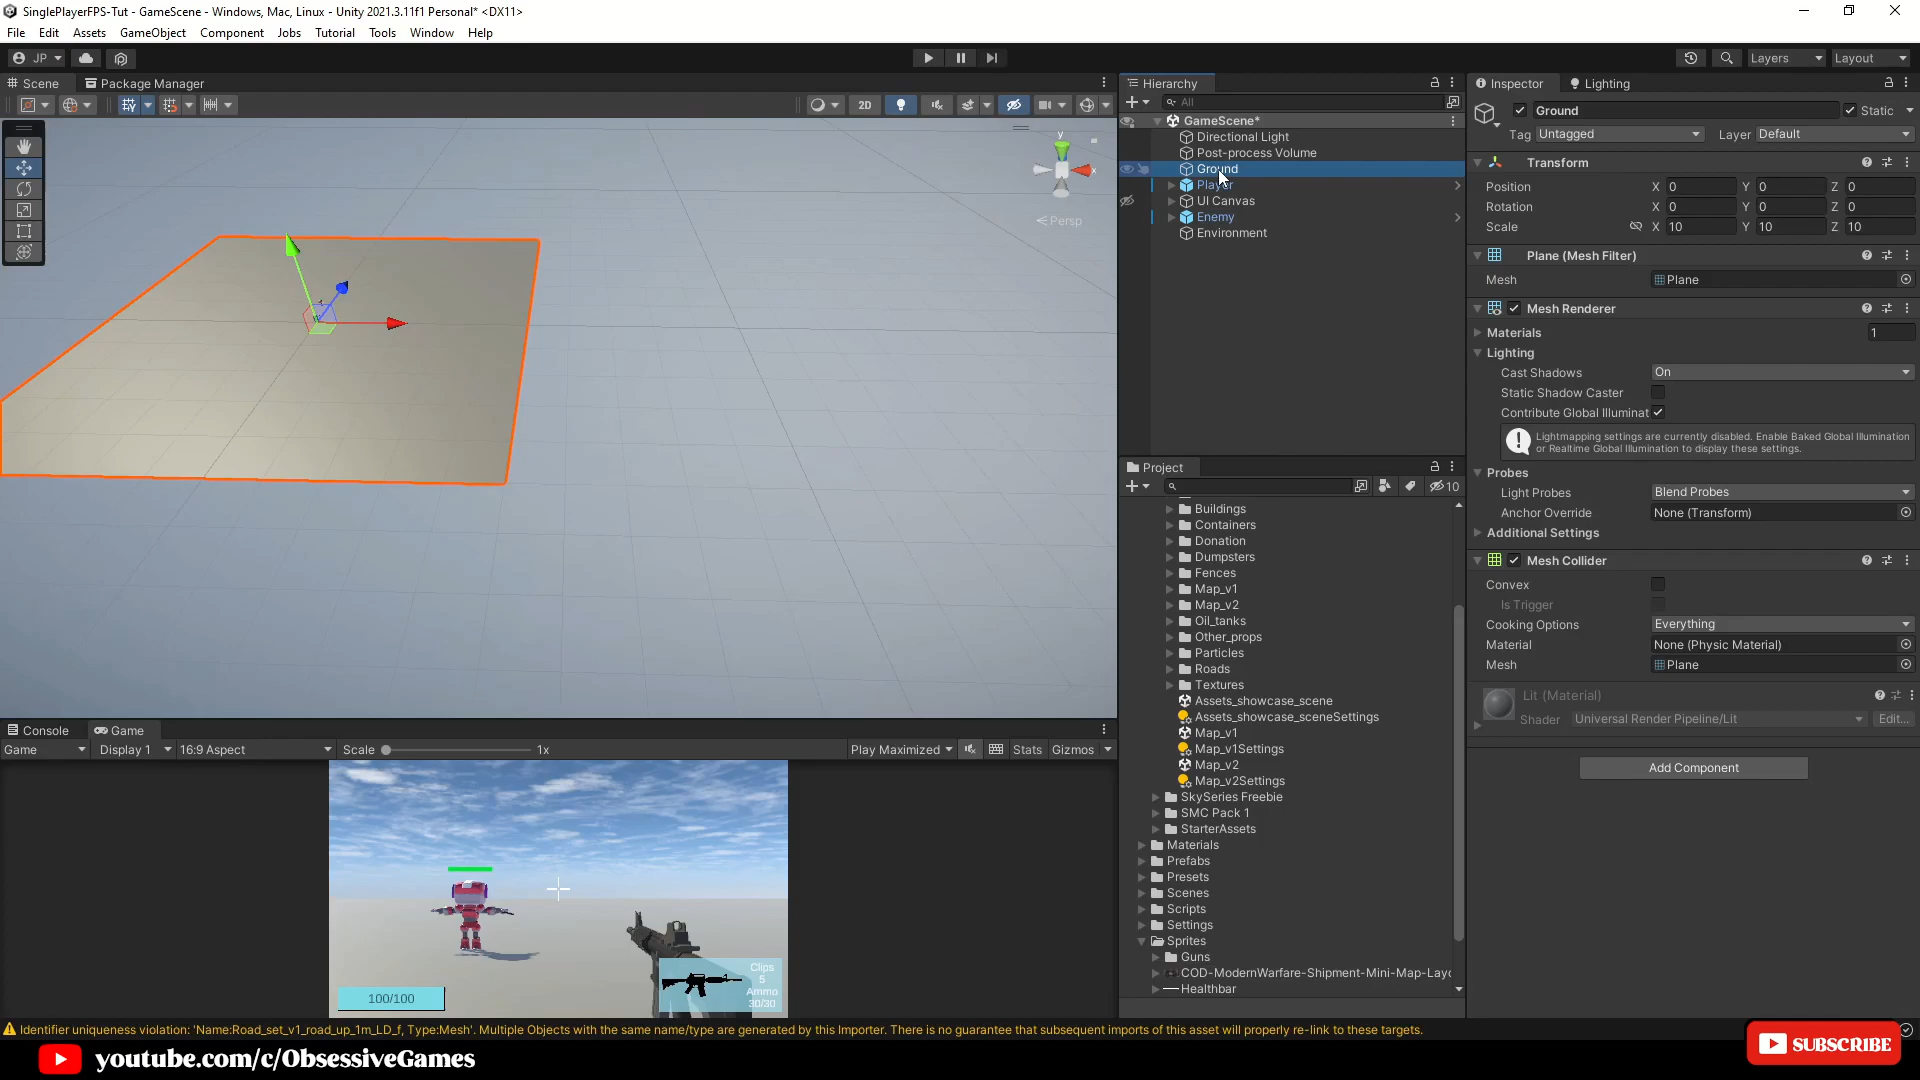 SinglePlayerFPS-Tut - GameScene - Windows, Mac, Linux - Unity 2021.3.11f1 Personal* <DX11>
File Edit Assets GameObject Component Jobs Tutorial Tools Window Help
JP Layers Layout
Scene Package Manager
2D
y
x
Persp
Hierarchy
All
GameScene*
Directional Light
Post-process Volume
Ground
Player
UI Canvas
Enemy
Environment
Project
10
Buildings
Containers
Donation
Dumpsters
Fences
Map_v1
Map_v2
Oil_tanks
Other_props
Particles
Roads
Textures
Assets_showcase_scene
Assets_showcase_sceneSettings
Map_v1
Map_v1Settings
Map_v2
Map_v2Settings
SkySeries Freebie
SMC Pack 1
StarterAssets
Materials
Prefabs
Presets
Scenes
Scripts
Settings
Sprites
Guns
COD-ModernWarfare-Shipment-Mini-Map-Layo
Healthbar
Inspector Lighting
Ground Static
Tag Untagged Layer Default
Transform
Position X 0 Y 0 Z 0
Rotation X 0 Y 0 Z 0
Scale X 10 Y 10 Z 10
Plane (Mesh Filter)
Mesh Plane
Mesh Renderer
Materials 1
Lighting
Cast Shadows On
Static Shadow Caster
Contribute Global Illuminat
Lightmapping settings are currently disabled. Enable Baked Global Illumination
or Realtime Global Illumination to display these settings.
Probes
Light Probes Blend Probes
Anchor Override None (Transform)
Additional Settings
Mesh Collider
Convex
Is Trigger
Cooking Options Everything
Material None (Physic Material)
Mesh Plane
Lit (Material)
Shader Universal Render Pipeline/Lit Edit...
Add Component
Console Game
Game Display 1 16:9 Aspect Scale 1x Play Maximized Stats Gizmos
100/100
Clips
5
Ammo
30/30
Identifier uniqueness violation: 'Name:Road_set_v1_road_up_1m_LD_f, Type:Mesh'. Multiple Objects with the same name/type are generated by this Importer. There is no guarantee that subsequent imports of this asset will properly re-link to these targets.
youtube.com/c/ObsessiveGames
SUBSCRIBE